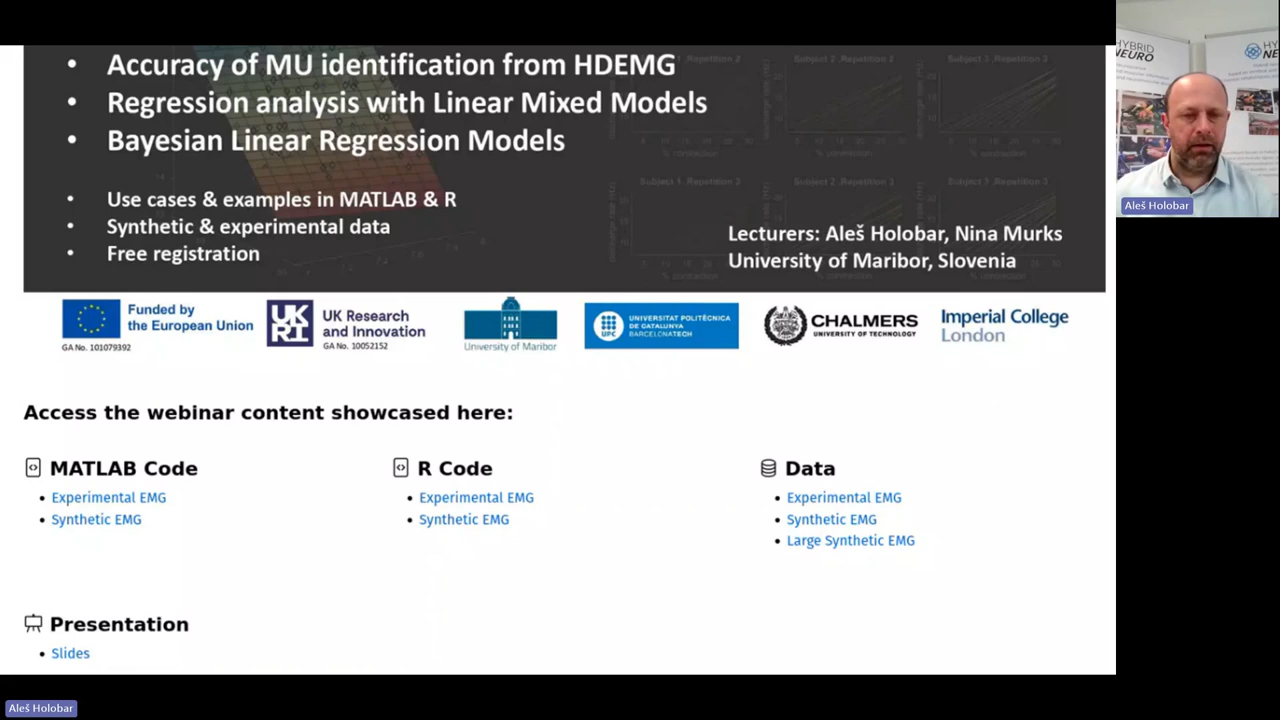 • Accuracy of MU identification from HDEMG
• Regression analysis with Linear Mixed Models
• Bayesian Linear Regression Models
• Use cases & examples in MATLAB & R
• Synthetic & experimental data
• Free registration
Lecturers: Aleš Holobar, Nina Murks
University of Maribor, Slovenia
Funded by
the European Union
GA No. 101079392
UK
RI
UK Research
and Innovation
GA No. 10052152
University of Maribor
UPC
UNIVERSITAT POLITÈCNICA
DE CATALUNYA
BARCELONATECH
CHALMERS
UNIVERSITY OF TECHNOLOGY
Imperial College
London
Access the webinar content showcased here:
MATLAB Code
• Experimental EMG
• Synthetic EMG
R Code
• Experimental EMG
• Synthetic EMG
Data
• Experimental EMG
• Synthetic EMG
• Large Synthetic EMG
Presentation
• Slides
HYBRID
NEURO
Aleš Holobar
Aleš Holobar